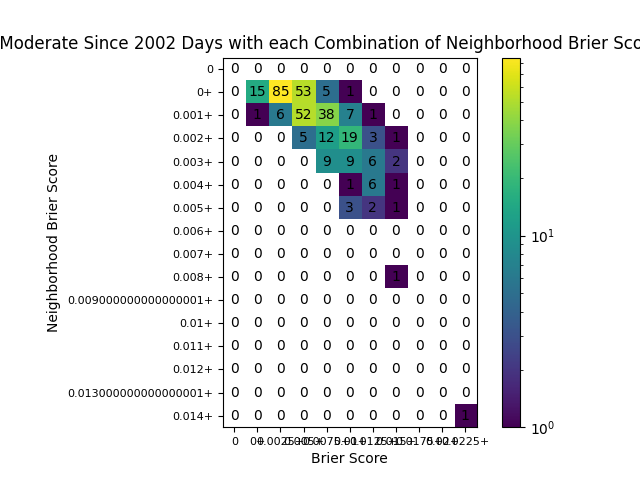 Moderate Since 2002 Days with each Combination of Neighborhood Brier Sco
0 0 0 0 0 0 0 0 0 0 0 0
0+ 0 15 85 53 5 1 0 0 0 0 0
0.001+ 0 1 6 52 38 7 1 0 0 0 0
0.002+ 0 0 0 5 12 19 3 1 0 0 0
0.003+ 0 0 0 0 9 9 6 2 0 0 0
0.004+ 0 0 0 0 0 1 6 1 0 0 0
0.005+ 0 0 0 0 0 3 2 1 0 0 0
0.006+ 0 0 0 0 0 0 0 0 0 0 0
0.007+ 0 0 0 0 0 0 0 0 0 0 0
0.008+ 0 0 0 0 0 0 0 1 0 0 0
0.009000000000000001+ 0 0 0 0 0 0 0 0 0 0 0
0.01+ 0 0 0 0 0 0 0 0 0 0 0
0.011+ 0 0 0 0 0 0 0 0 0 0 0
0.012+ 0 0 0 0 0 0 0 0 0 0 0
0.013000000000000001+ 0 0 0 0 0 0 0 0 0 0 0
0.014+ 0 0 0 0 0 0 0 0 0 0 1
0 0+ 0.0025+ 0.005+ 0.0075+ 0.01+ 0.0125+ 0.015+ 0.0175+ 0.02+ 0.0225+
Brier Score
Neighborhood Brier Score
10^1
10^0